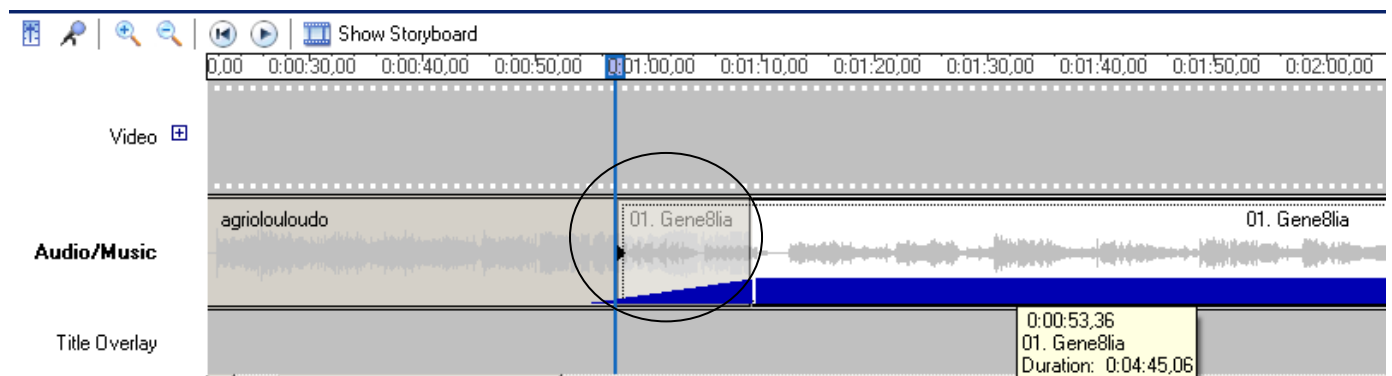 Show Storyboard
0,00 0:00:30,00 0:00:40,00 0:00:50,00 0:01:00,00 0:01:10,00 0:01:20,00 0:01:30,00 0:01:40,00 0:01:50,00 0:02:00,00
Video
agriolouloudo 01. Gene8lia 01. Gene8lia
Audio/Music
0:00:53,36
Title Overlay 01. Gene8lia
Duration: 0:04:45,06